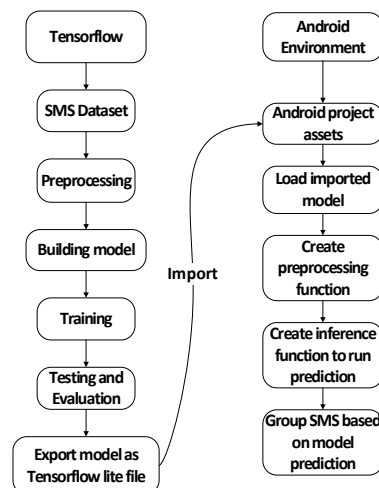 Tensorflow
SMS Dataset
Preprocessing
Building model
Training
Testing and
Evaluation
Export model as
Tensorflow lite file
Import
Android
Environment
Android project
assets
Load imported
model
Create
preprocessing
function
Create inference
function to run
prediction
Group SMS based
on model
prediction